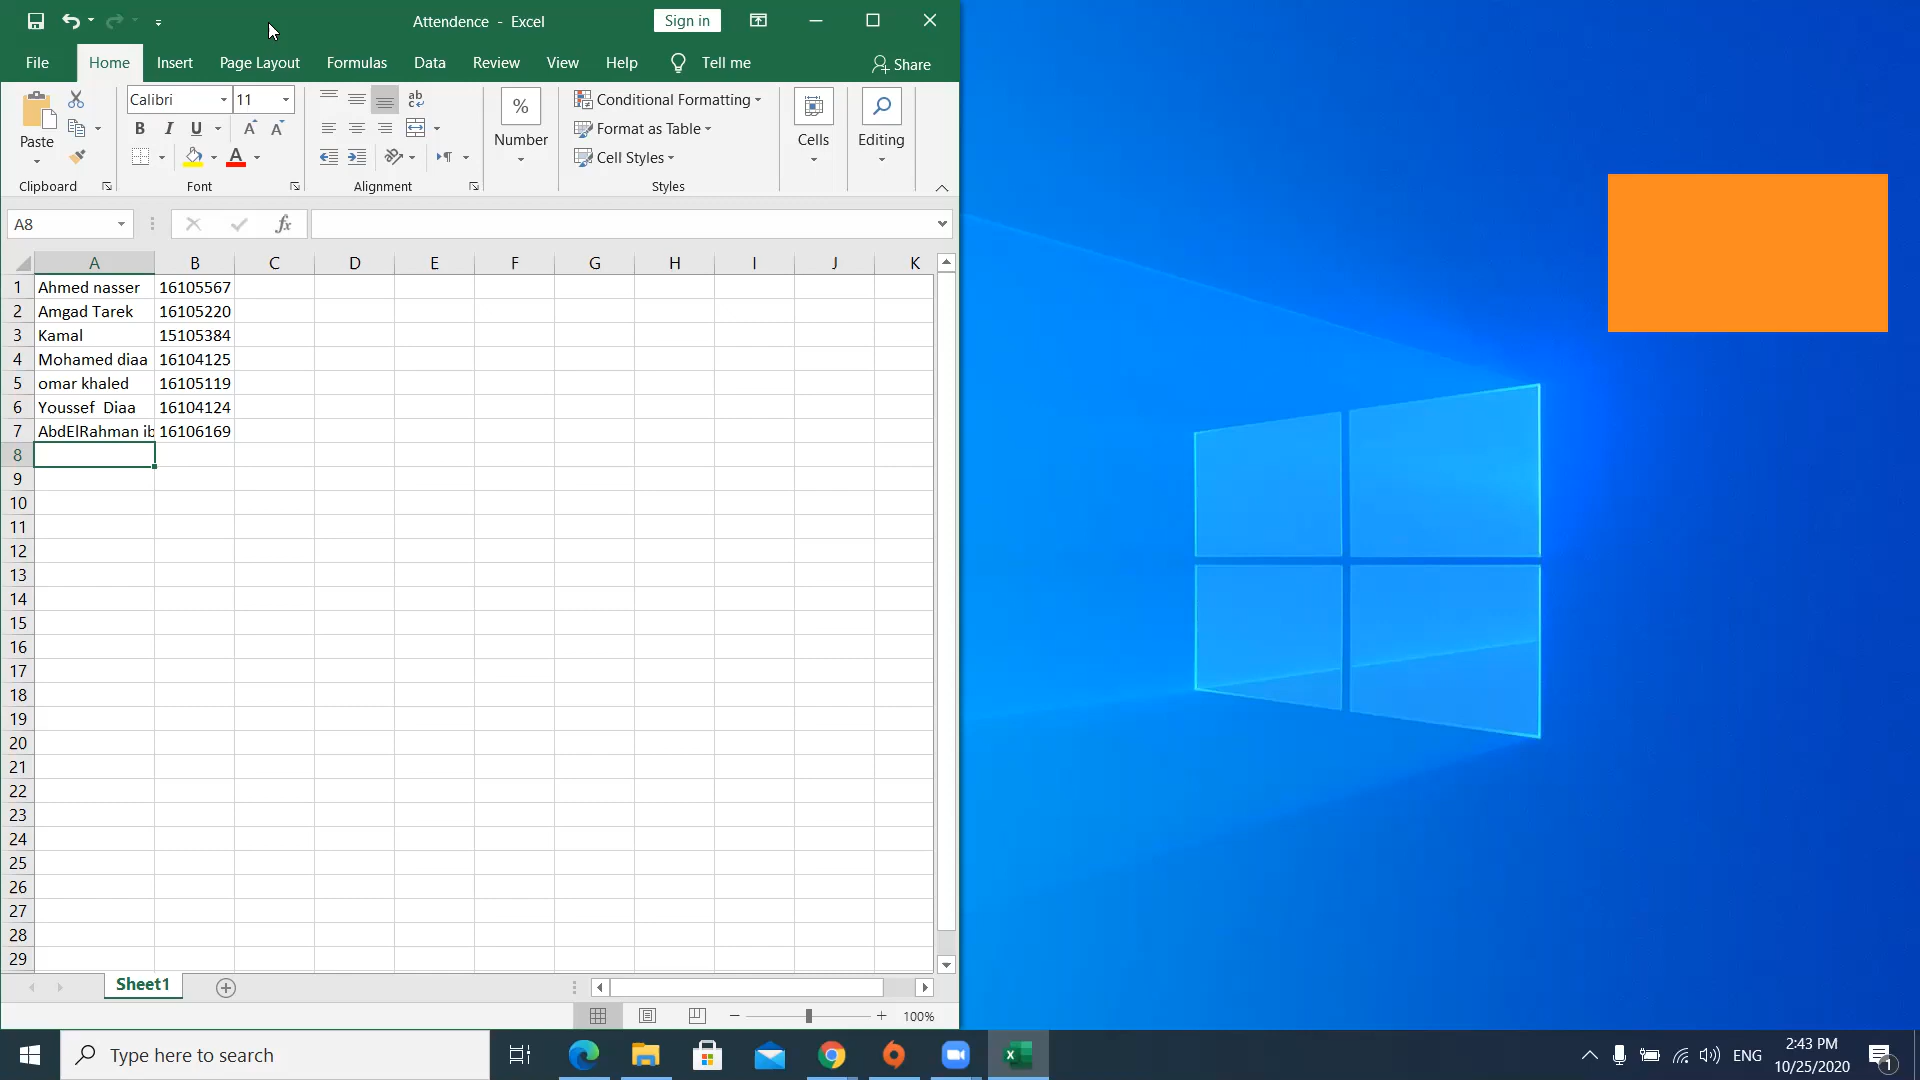 Attendence - Excel
Sign in
File Home Insert Page Layout Formulas Data Review View Help Tell me Share
Paste
Clipboard
Calibri 11
B I U A A
A
Font
ab
Alignment
%
Number
Conditional Formatting
Format as Table
Cell Styles
Styles
Cells
Editing
A8 fx
A B C D E F G H I J K
1 Ahmed nasser 16105567
2 Amgad Tarek 16105220
3 Kamal 15105384
4 Mohamed diaa 16104125
5 omar khaled 16105119
6 Youssef Diaa 16104124
7 AbdElRahman ib 16106169
8
9
10
11
12
13
14
15
16
17
18
19
20
21
22
23
24
25
26
27
28
29
Sheet1
100%
Type here to search
ENG
2:43 PM
10/25/2020
1